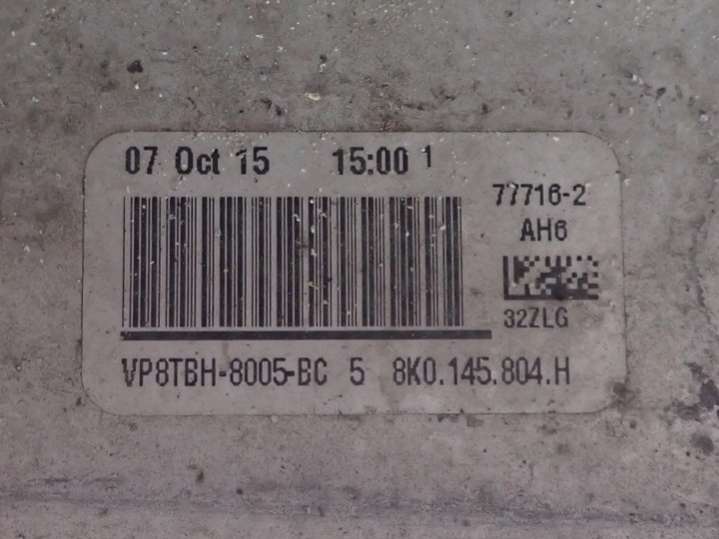 07 Oct 15 15:00 1
77716-2
AH6
32ZLG
VP8TBH-8005-BC 5 8K0.145.804.H